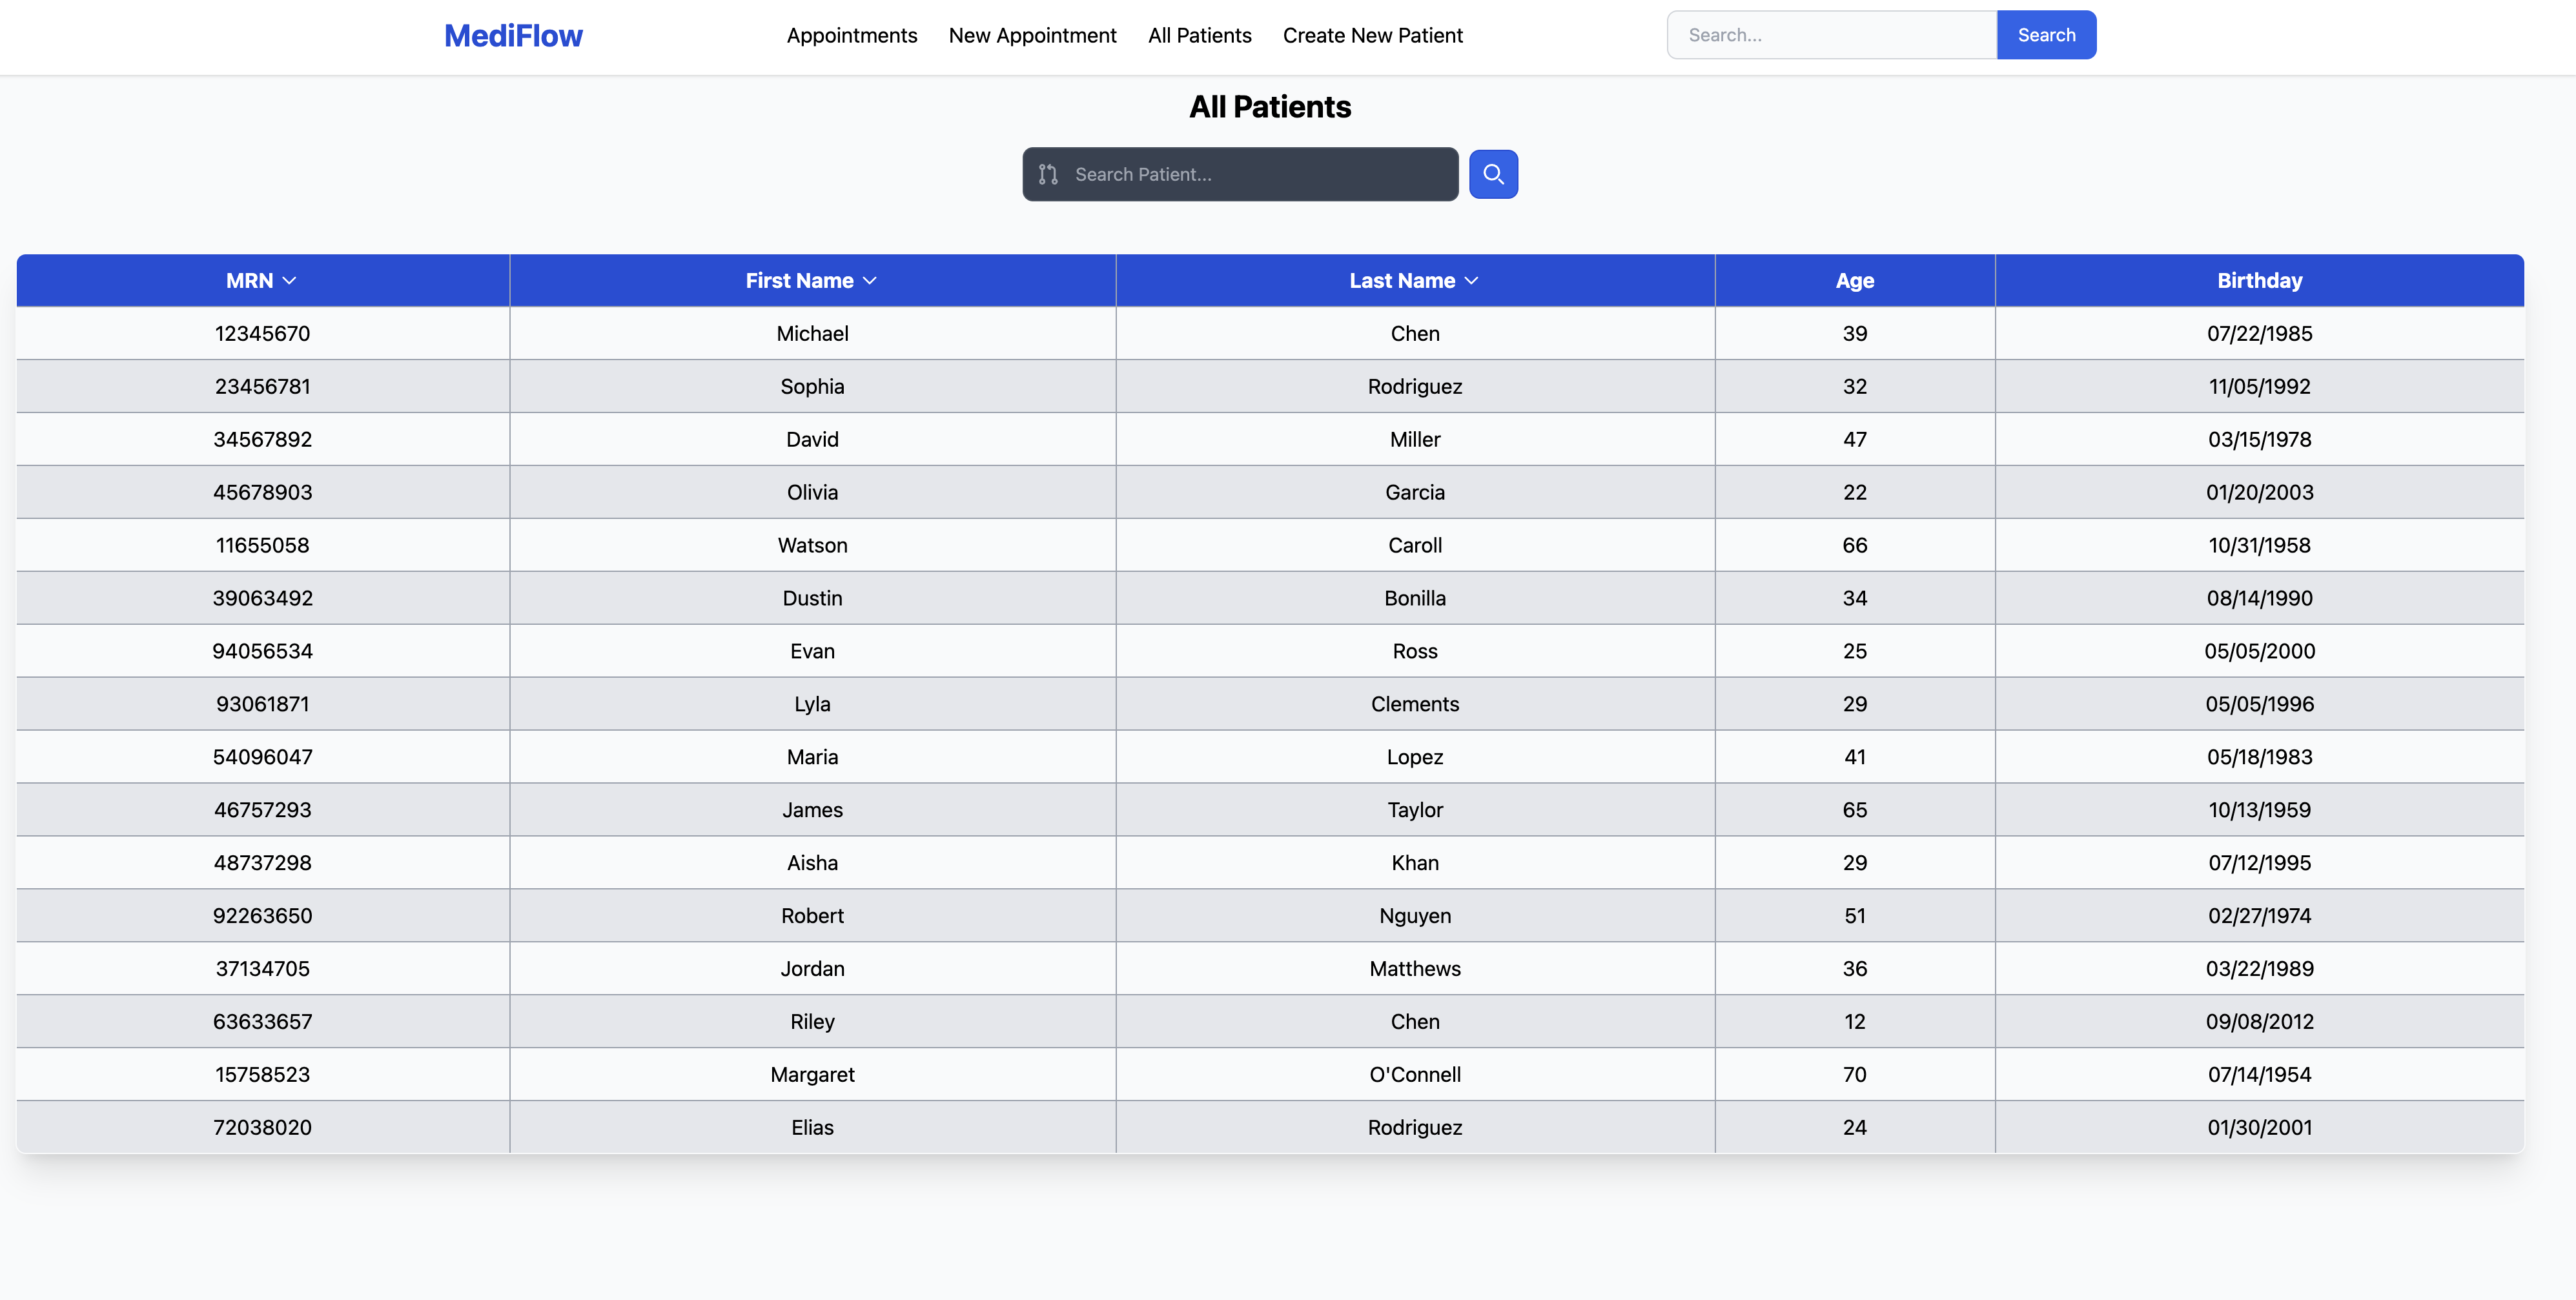 MediFlow Appointments New Appointment All Patients Create New Patient Search... Search
All Patients
Search Patient...
MRN First Name Last Name Age Birthday
12345670 Michael Chen 39 07/22/1985
23456781 Sophia Rodriguez 32 11/05/1992
34567892 David Miller 47 03/15/1978
45678903 Olivia Garcia 22 01/20/2003
11655058 Watson Caroll 66 10/31/1958
39063492 Dustin Bonilla 34 08/14/1990
94056534 Evan Ross 25 05/05/2000
93061871 Lyla Clements 29 05/05/1996
54096047 Maria Lopez 41 05/18/1983
46757293 James Taylor 65 10/13/1959
48737298 Aisha Khan 29 07/12/1995
92263650 Robert Nguyen 51 02/27/1974
37134705 Jordan Matthews 36 03/22/1989
63633657 Riley Chen 12 09/08/2012
15758523 Margaret O'Connell 70 07/14/1954
72038020 Elias Rodriguez 24 01/30/2001